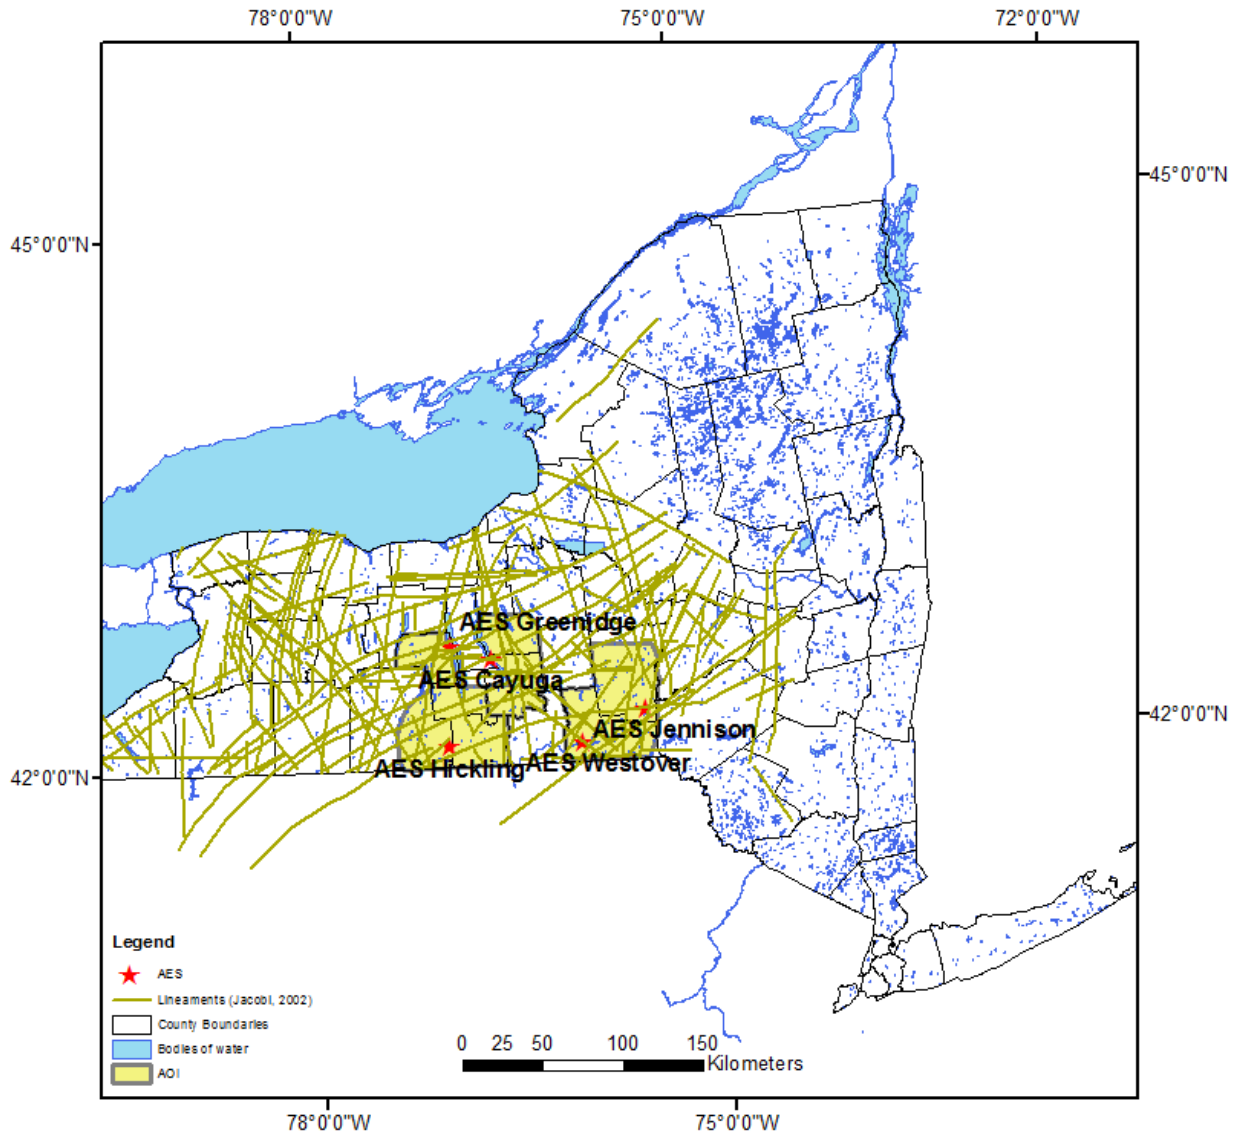 78°0'0"W 75°0'0"W 72°0'0"W
45°0'0"N
45°0'0"N
AES Greenidge
AES Cayuga
42°0'0"N
AES Jennison
AES Hickling AES Westover
42°0'0"N
Legend
AES
Lineaments (Jacobi, 2002)
County Boundaries
Bodies of water
AOI
0 25 50 100 150
Kilometers
78°0'0"W 75°0'0"W